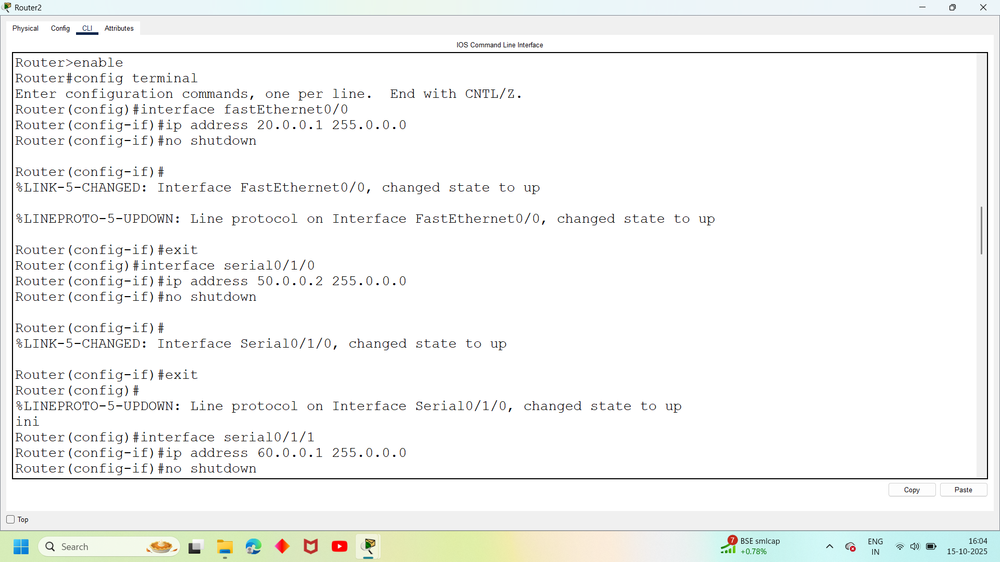 Router2
Physical Config CLI Attributes
IOS Command Line Interface
Router>enable
Router#config terminal
Enter configuration commands, one per line.  End with CNTL/Z.
Router(config)#interface fastEthernet0/0
Router(config-if)#ip address 20.0.0.1 255.0.0.0
Router(config-if)#no shutdown
Router(config-if)#
%LINK-5-CHANGED: Interface FastEthernet0/0, changed state to up
%LINEPROTO-5-UPDOWN: Line protocol on Interface FastEthernet0/0, changed state to up
Router(config-if)#exit
Router(config)#interface serial0/1/0
Router(config-if)#ip address 50.0.0.2 255.0.0.0
Router(config-if)#no shutdown
Router(config-if)#
%LINK-5-CHANGED: Interface Serial0/1/0, changed state to up
Router(config-if)#exit
Router(config)#
%LINEPROTO-5-UPDOWN: Line protocol on Interface Serial0/1/0, changed state to up
ini
Router(config)#interface serial0/1/1
Router(config-if)#ip address 60.0.0.1 255.0.0.0
Router(config-if)#no shutdown
Copy Paste
Top
Search
7
BSE smlcap
+0.78%
ENG
IN
16:04
15-10-2025